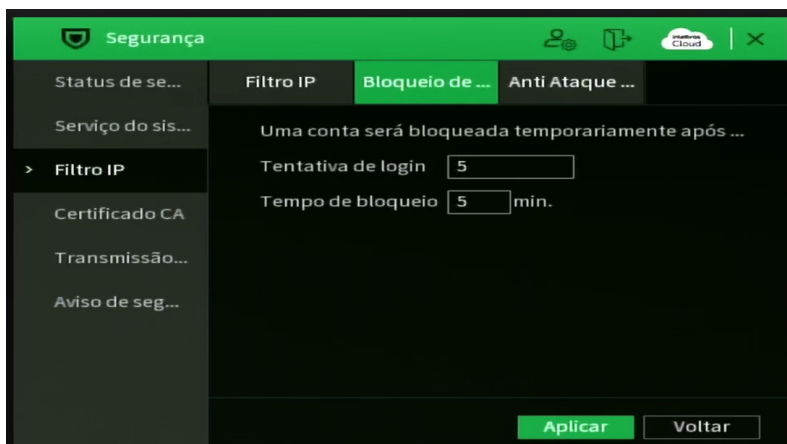 Segurança
intelbras
Cloud
Status de se...
Filtro IP
Bloqueio de ...
Anti Ataque ...
Serviço do sis...
Uma conta será bloqueada temporariamente após ...
Filtro IP
Tentativa de login 5
Tempo de bloqueio 5 min.
Certificado CA
Transmissão...
Aviso de seg...
Aplicar
Voltar